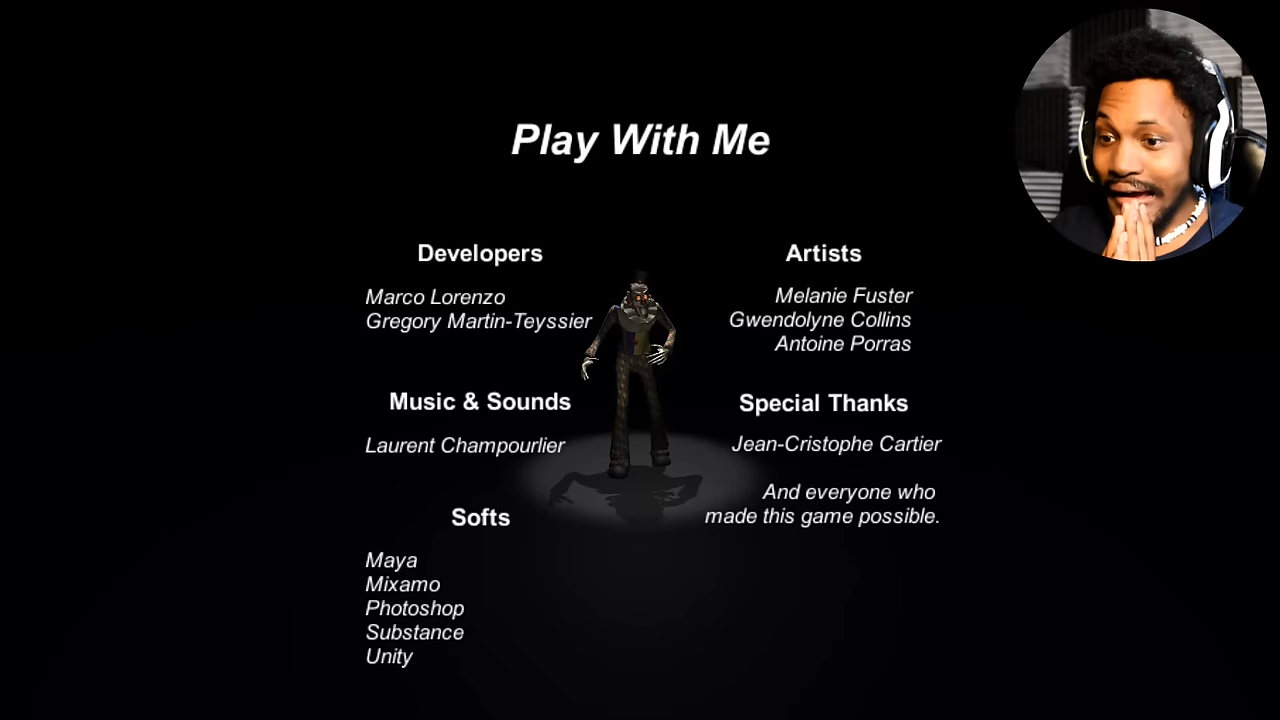 Play With Me
Developers
Marco Lorenzo
Gregory Martin-Teyssier
Artists
Melanie Fuster
Gwendolyne Collins
Antoine Porras
Music & Sounds
Laurent Champourlier
Special Thanks
Jean-Cristophe Cartier
And everyone who
made this game possible.
Softs
Maya
Mixamo
Photoshop
Substance
Unity